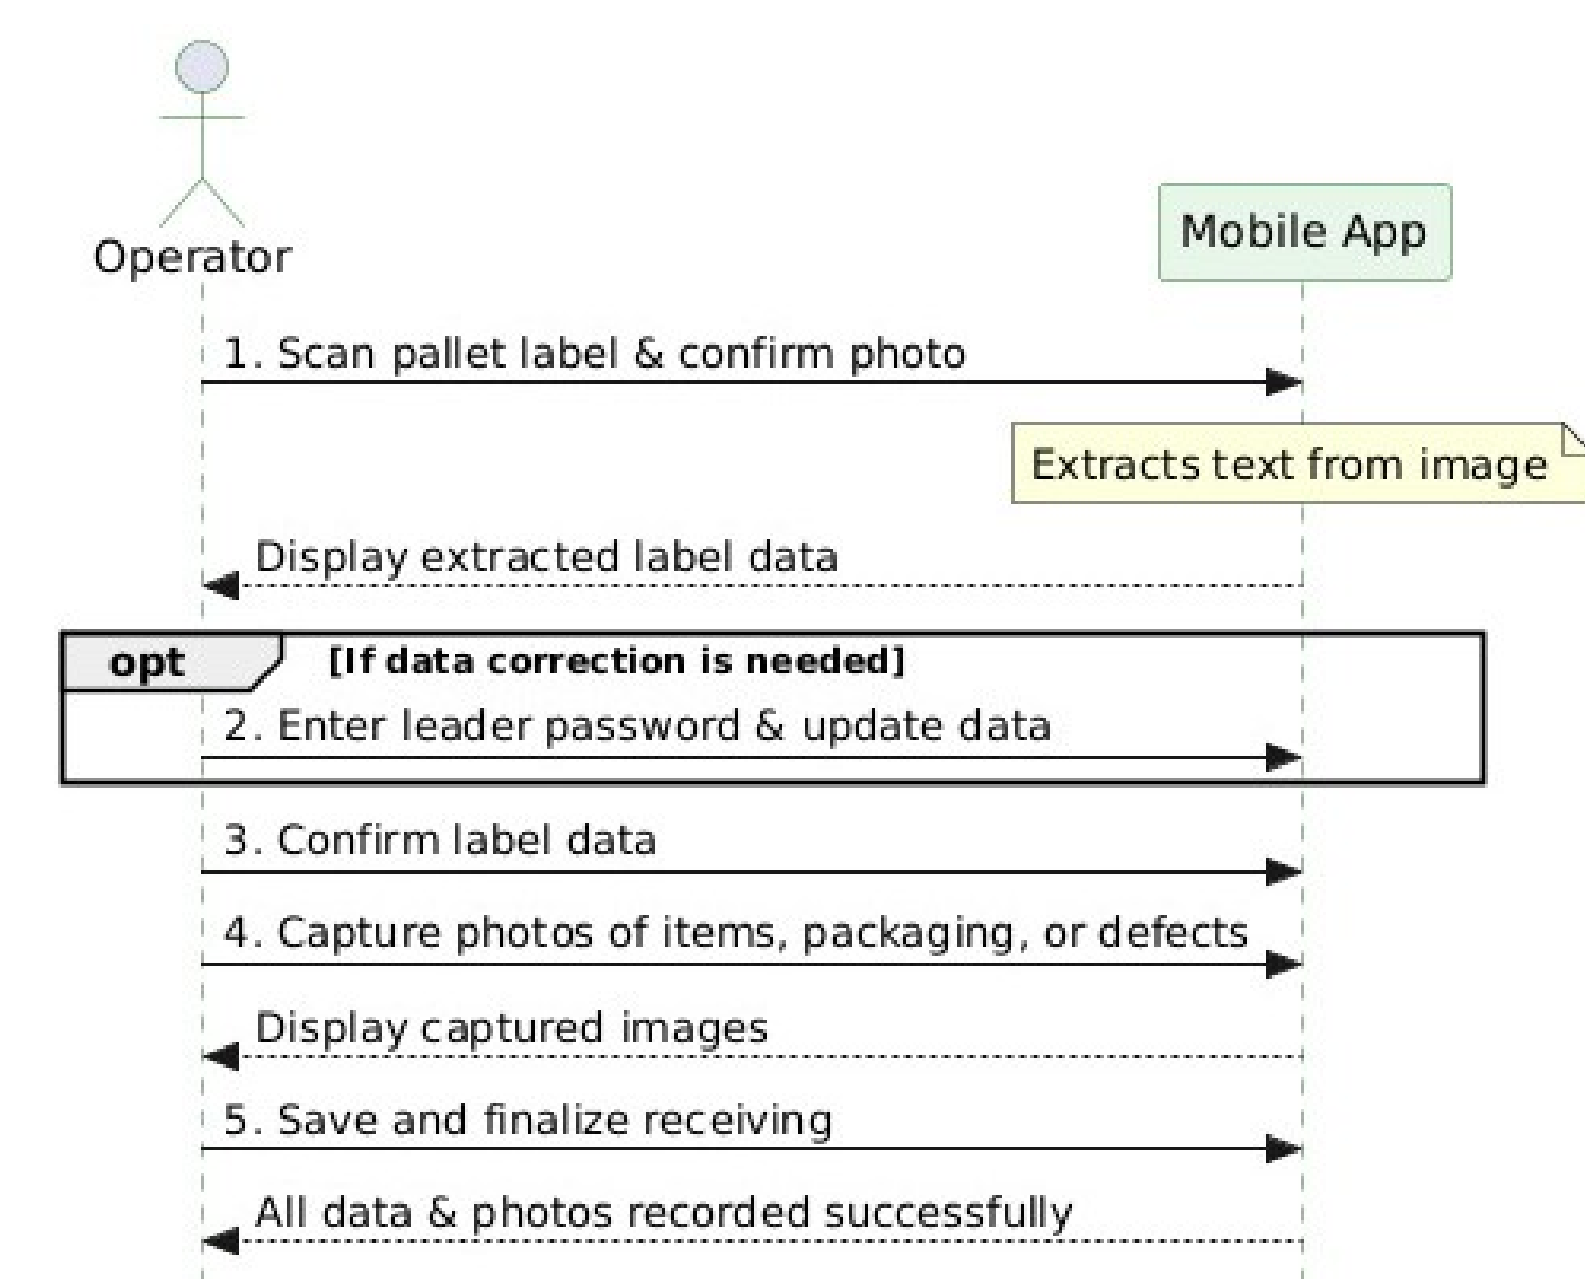 Operator
Mobile App
1. Scan pallet label & confirm photo
Extracts text from image
Display extracted label data
opt
[If data correction is needed]
2. Enter leader password & update data
3. Confirm label data
4. Capture photos of items, packaging, or defects
Display captured images
5. Save and finalize receiving
All data & photos recorded successfully